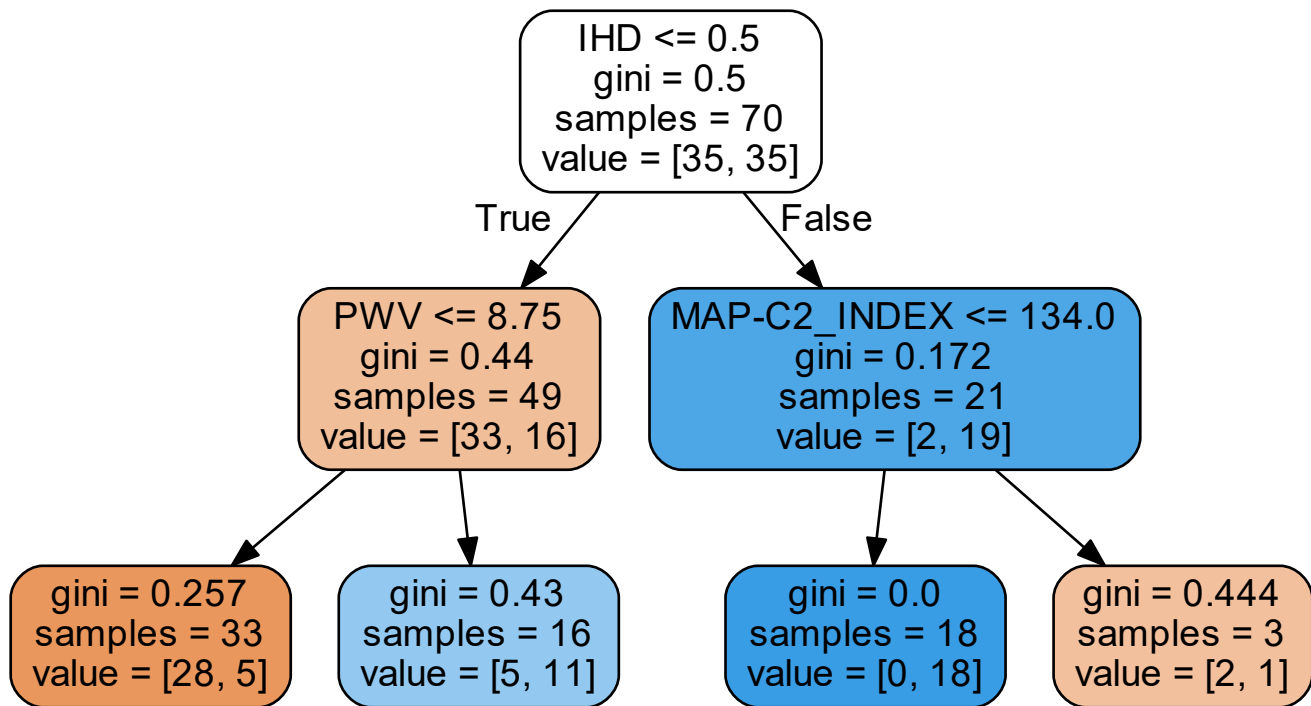 IHD <= 0.5
gini = 0.5
samples = 70
value = [35, 35]
True
False
PWV <= 8.75
gini = 0.44
samples = 49
value = [33, 16]
MAP-C2_INDEX <= 134.0
gini = 0.172
samples = 21
value = [2, 19]
gini = 0.257
samples = 33
value = [28, 5]
gini = 0.43
samples = 16
value = [5, 11]
gini = 0.0
samples = 18
value = [0, 18]
gini = 0.444
samples = 3
value = [2, 1]